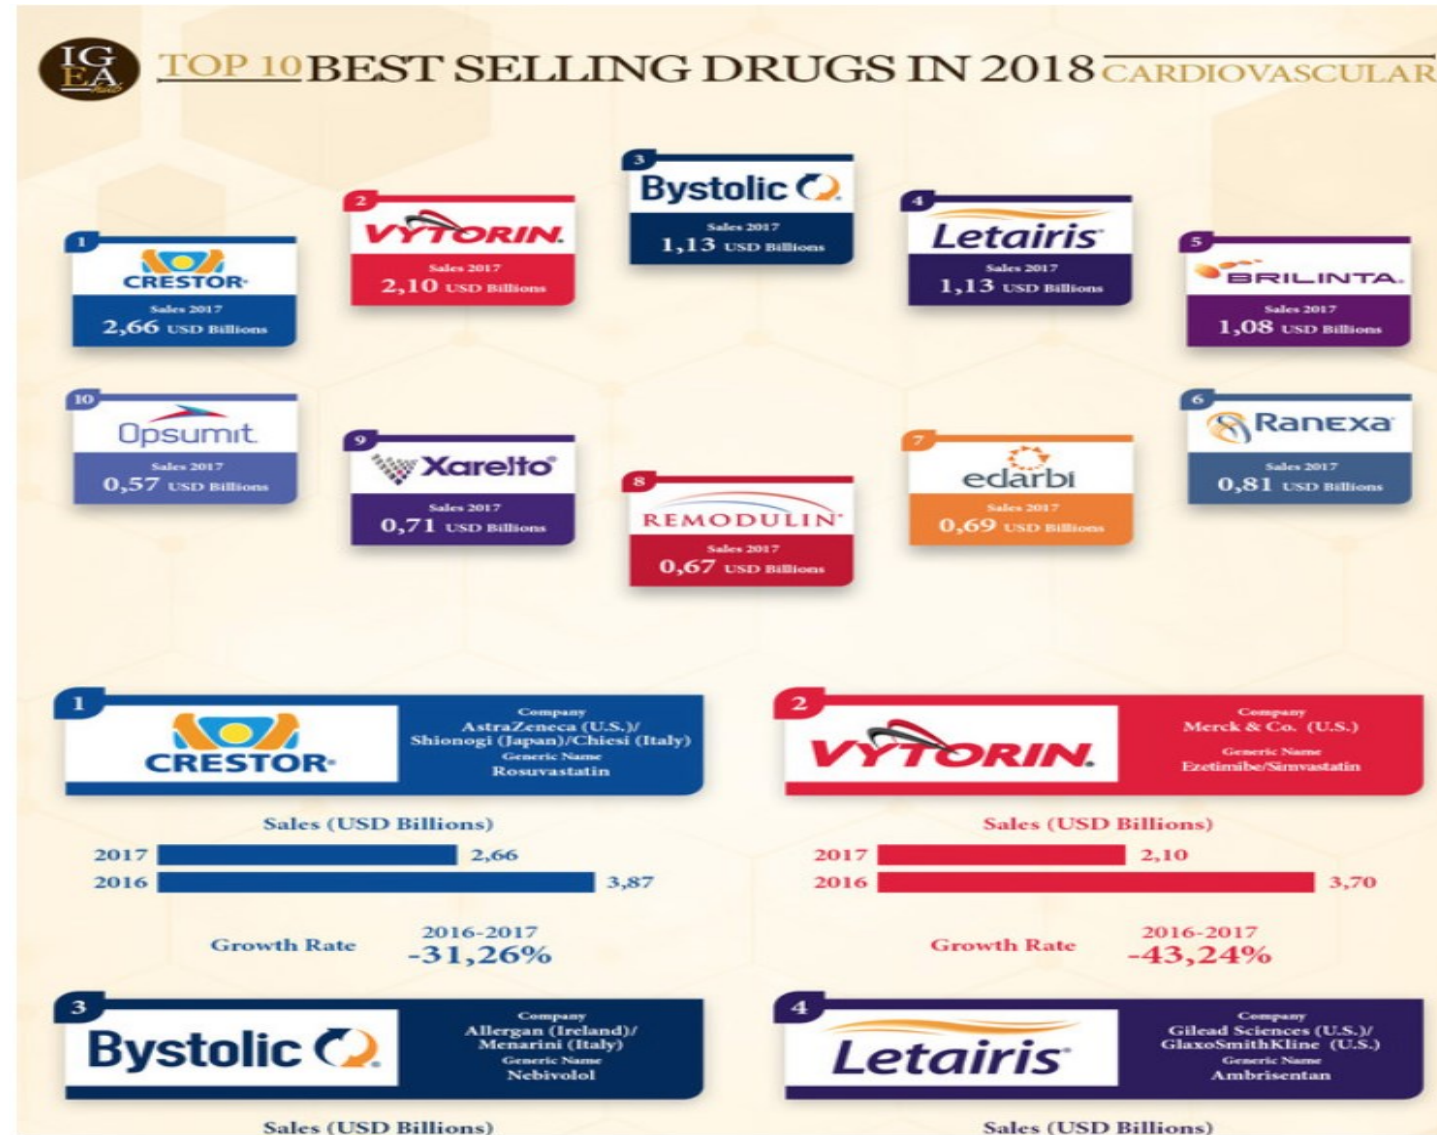 IG
EA
hub
TOP 10 BEST SELLING DRUGS IN 2018 CARDIOVASCULAR
1
CRESTOR
Sales 2017
2,66 USD Billions
2
VYTORIN.
Sales 2017
2,10 USD Billions
3
Bystolic
Sales 2017
1,13 USD Billions
4
Letairis
Sales 2017
1,13 USD Billions
5
BRILINTA
Sales 2017
1,08 USD Billions
10
Opsumit
Sales 2017
0,57 USD Billions
9
Xarelto
Sales 2017
0,71 USD Billions
8
REMODULIN
Sales 2017
0,67 USD Billions
7
edarbi
Sales 2017
0,69 USD Billions
6
Ranexa
Sales 2017
0,81 USD Billions
1
CRESTOR
Company
AstraZeneca (U.S.)/
Shionogi (Japan)/Chiesi (Italy)
Generic Name
Rosuvastatin
Sales (USD Billions)
2017 2,66
2016 3,87
Growth Rate
2016-2017
-31,26%
2
VYTORIN.
Company
Merck & Co. (U.S.)
Generic Name
Ezetimibe/Simvastatin
Sales (USD Billions)
2017 2,10
2016 3,70
Growth Rate
2016-2017
-43,24%
3
Bystolic
Company
Allergan (Ireland)/
Menarini (Italy)
Generic Name
Nebivolol
Sales (USD Billions)
4
Letairis
Company
Gilead Sciences (U.S.)/
GlaxoSmithKline (U.S.)
Generic Name
Ambrisentan
Sales (USD Billions)